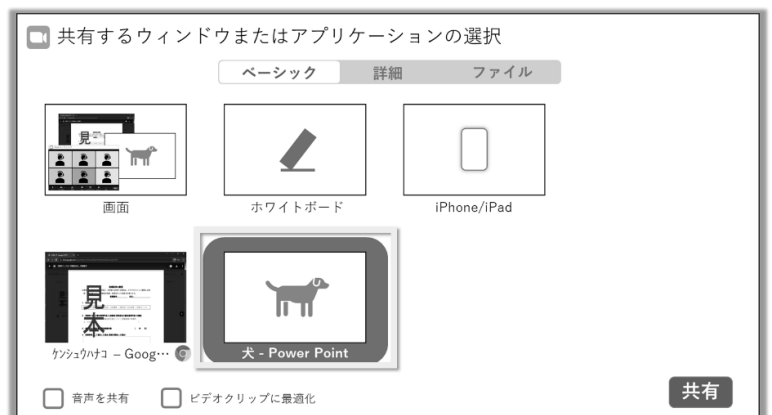 共有するウィンドウまたはアプリケーションの選択
ベーシック 詳細 ファイル
見
画面
ホワイトボード
iPhone/iPad
見本
ｹﾝｼｭｳﾊﾅｺ – Goog…
犬 - Power Point
音声を共有
ビデオクリップに最適化
共有